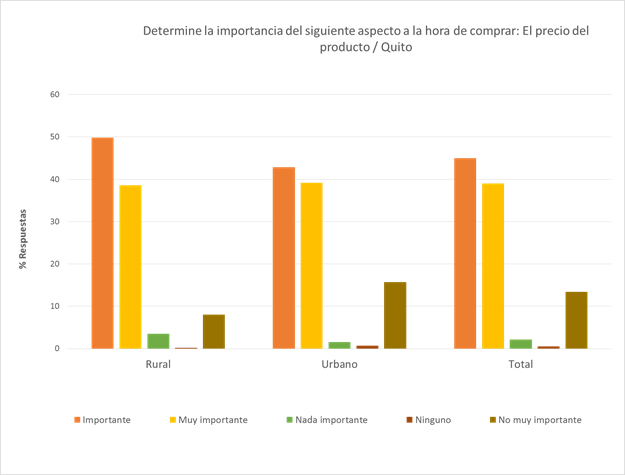 Determine la importancia del siguiente aspecto a la hora de comprar: El precio del
producto / Quito
60
50
40
30
20
10
0
% Respuestas
Rural
Urbano
Total
Importante
Muy importante
Nada importante
Ninguno
No muy importante